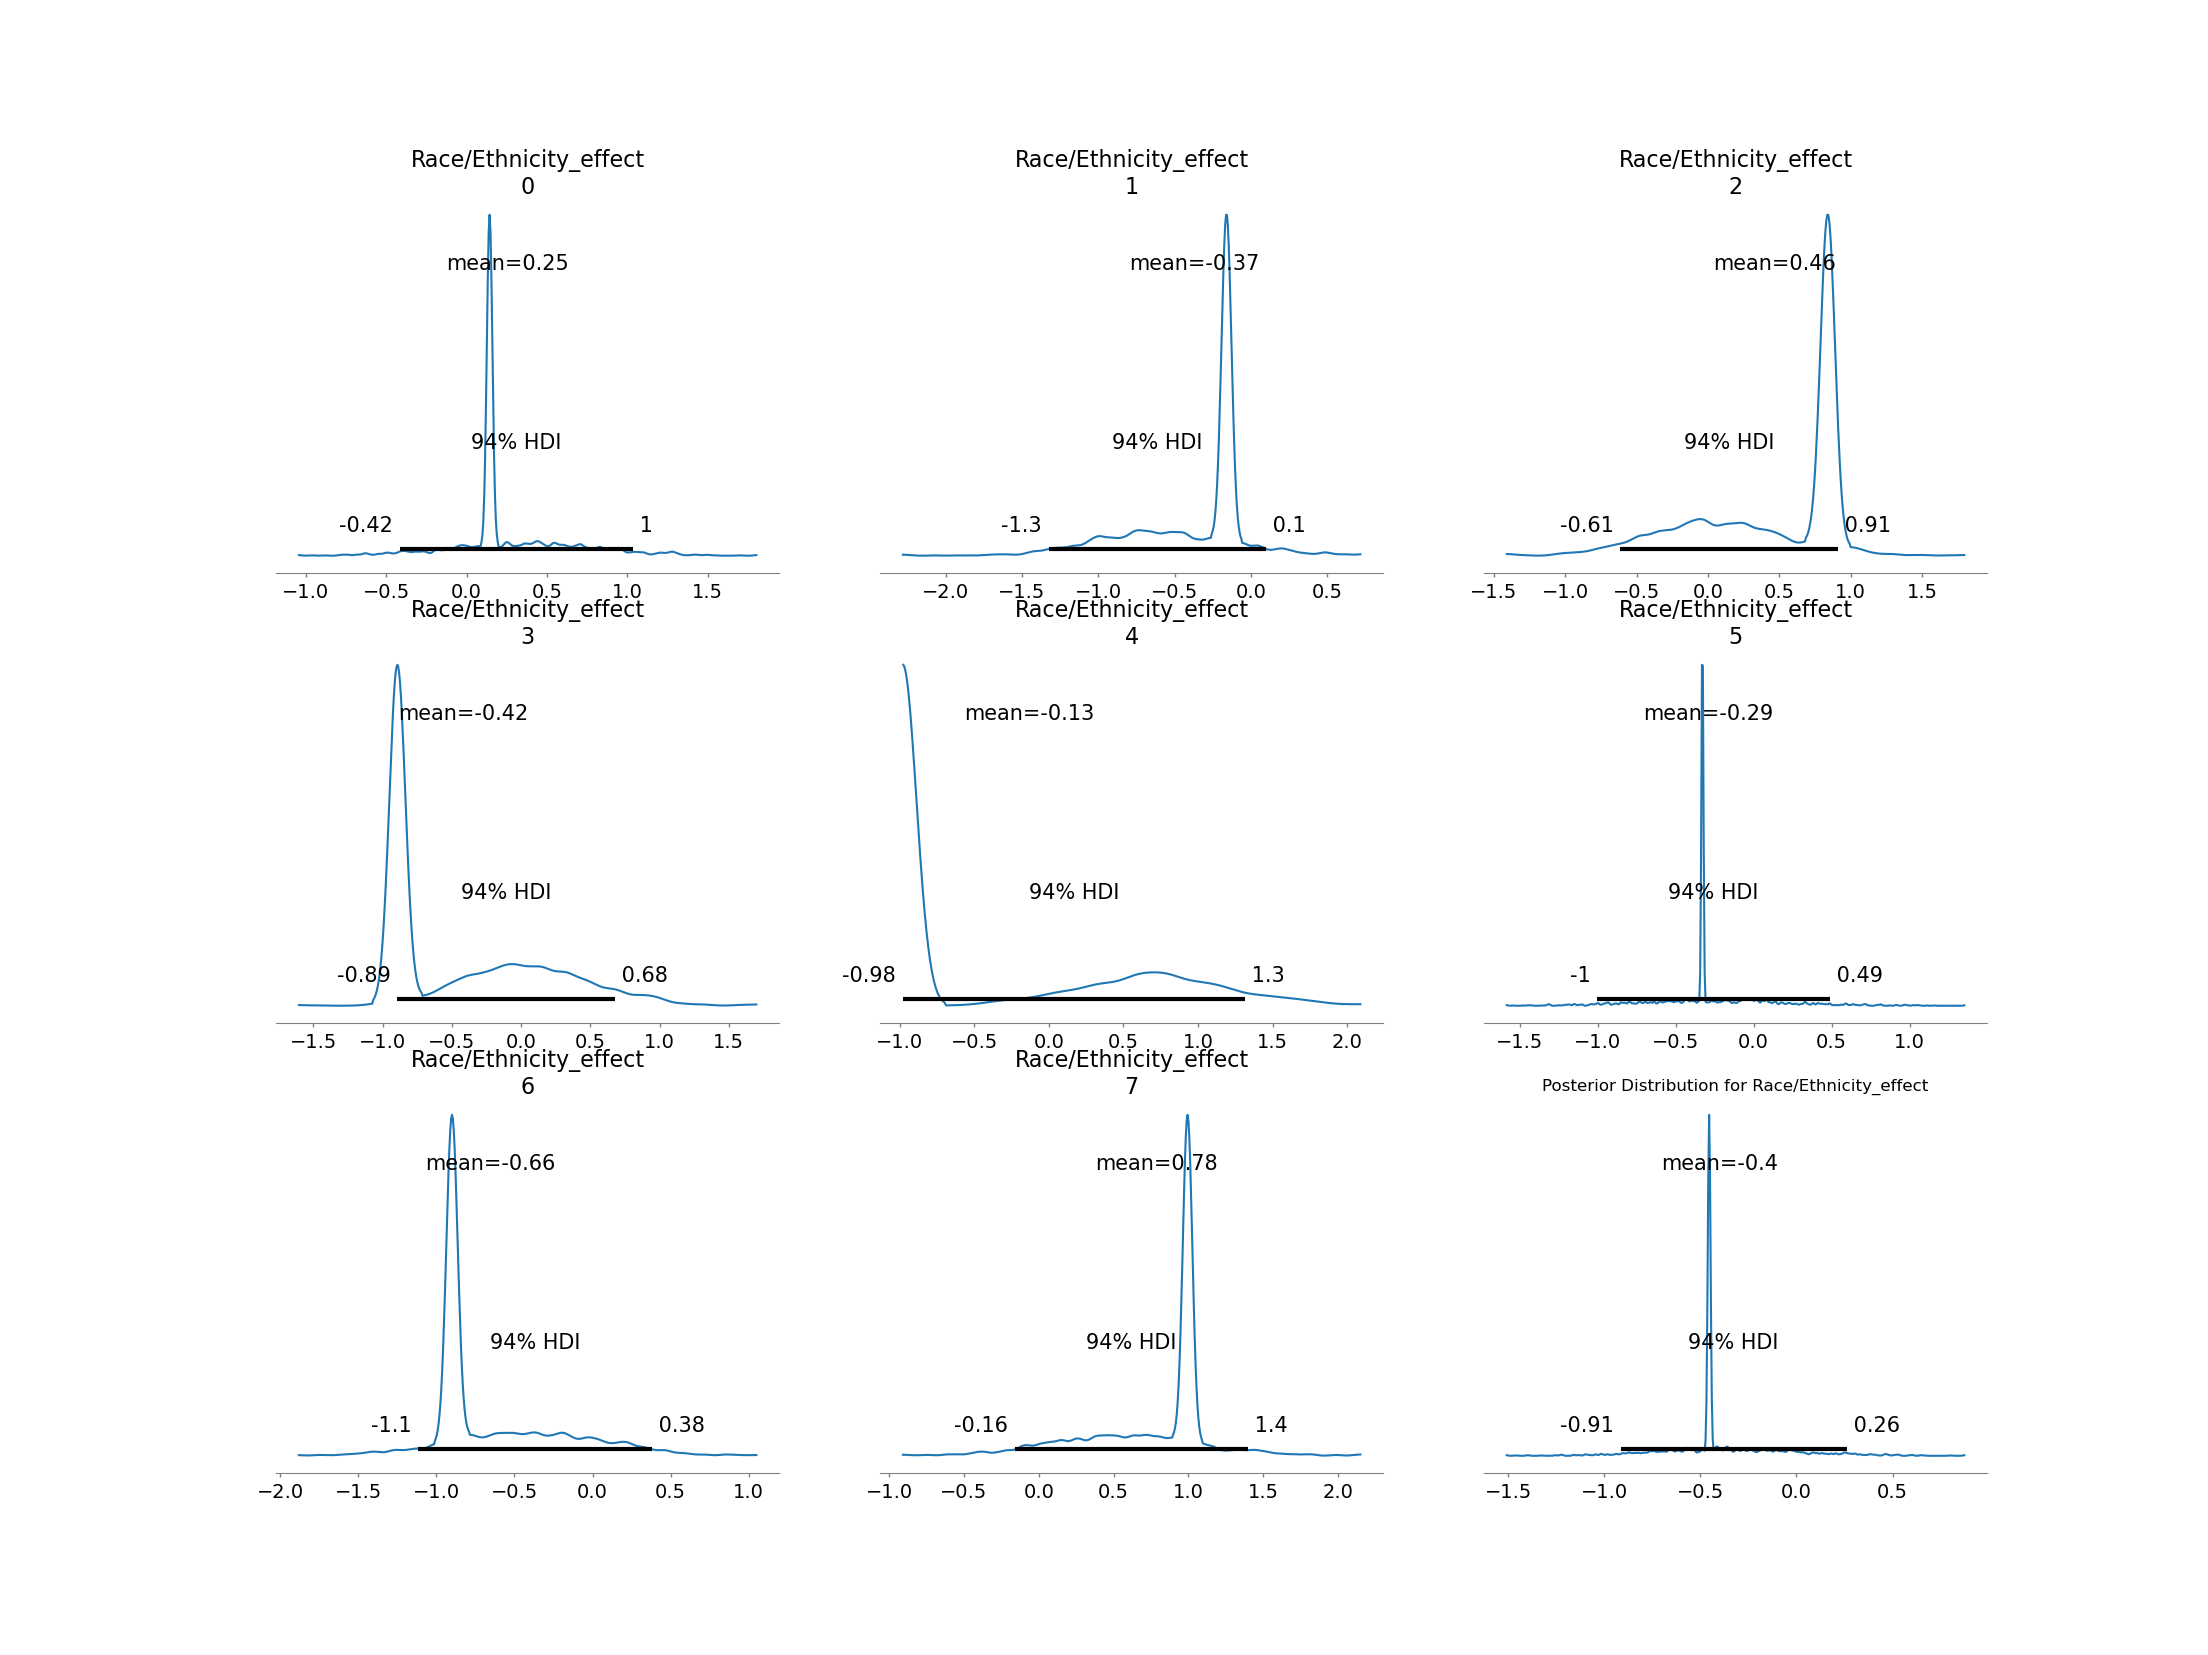 Race/Ethnicity_effect
0
mean=0.25
94% HDI
-0.42
1
−1.0 −0.5 0.0 0.5 1.0 1.5
Race/Ethnicity_effect
1
mean=-0.37
94% HDI
-1.3
0.1
−2.0 −1.5 −1.0 −0.5 0.0 0.5
Race/Ethnicity_effect
2
mean=0.46
94% HDI
-0.61
0.91
−1.5 −1.0 −0.5 0.0 0.5 1.0 1.5
Race/Ethnicity_effect
3
mean=-0.42
94% HDI
-0.89
0.68
−1.5 −1.0 −0.5 0.0 0.5 1.0 1.5
Race/Ethnicity_effect
4
mean=-0.13
94% HDI
-0.98
1.3
−1.0 −0.5 0.0 0.5 1.0 1.5 2.0
Race/Ethnicity_effect
5
mean=-0.29
94% HDI
-1
0.49
−1.5 −1.0 −0.5 0.0 0.5 1.0
Race/Ethnicity_effect
6
mean=-0.66
94% HDI
-1.1
0.38
−2.0 −1.5 −1.0 −0.5 0.0 0.5 1.0
Race/Ethnicity_effect
7
mean=0.78
94% HDI
-0.16
1.4
−1.0 −0.5 0.0 0.5 1.0 1.5 2.0
Posterior Distribution for Race/Ethnicity_effect
mean=-0.4
94% HDI
-0.91
0.26
−1.5 −1.0 −0.5 0.0 0.5